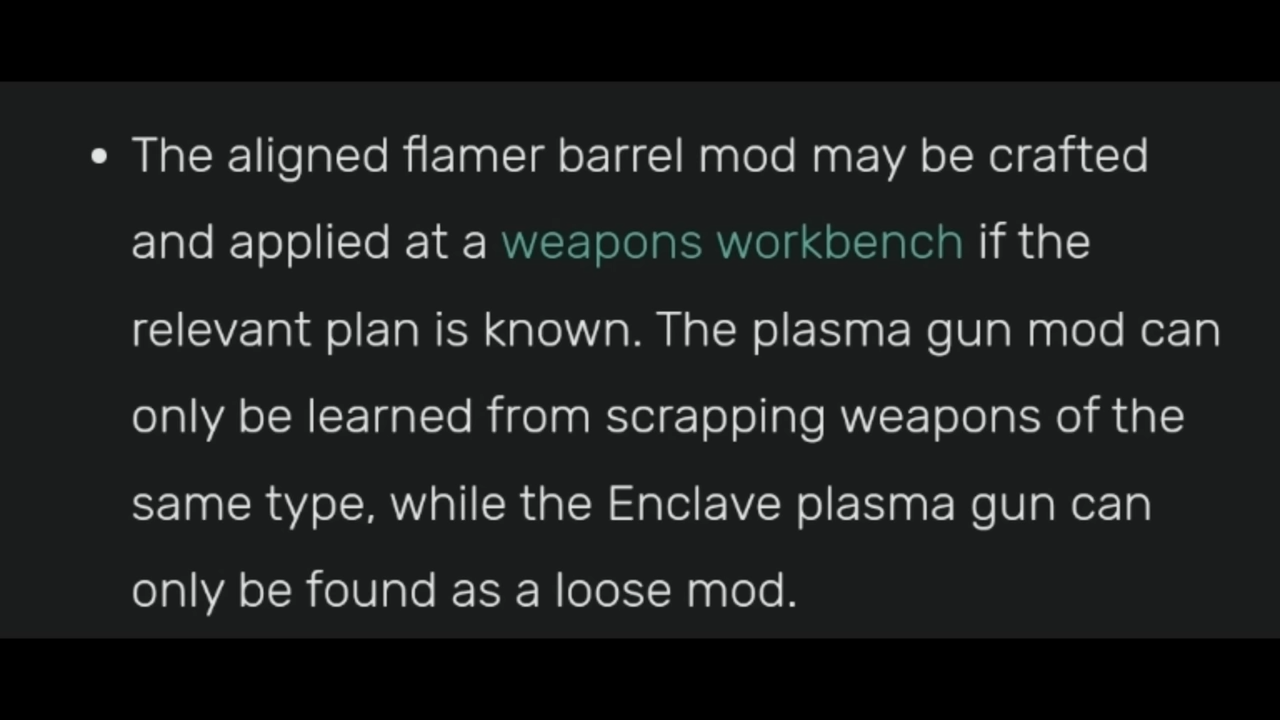 • The aligned flamer barrel mod may be crafted
and applied at a weapons workbench if the
relevant plan is known. The plasma gun mod can
only be learned from scrapping weapons of the
same type, while the Enclave plasma gun can
only be found as a loose mod.